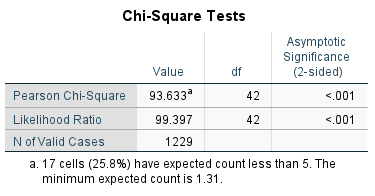 Chi-Square Tests
Value df Asymptotic Significance (2-sided)
Pearson Chi-Square 93.633a 42 <.001
Likelihood Ratio 99.397 42 <.001
N of Valid Cases 1229
a. 17 cells (25.8%) have expected count less than 5. The
minimum expected count is 1.31.